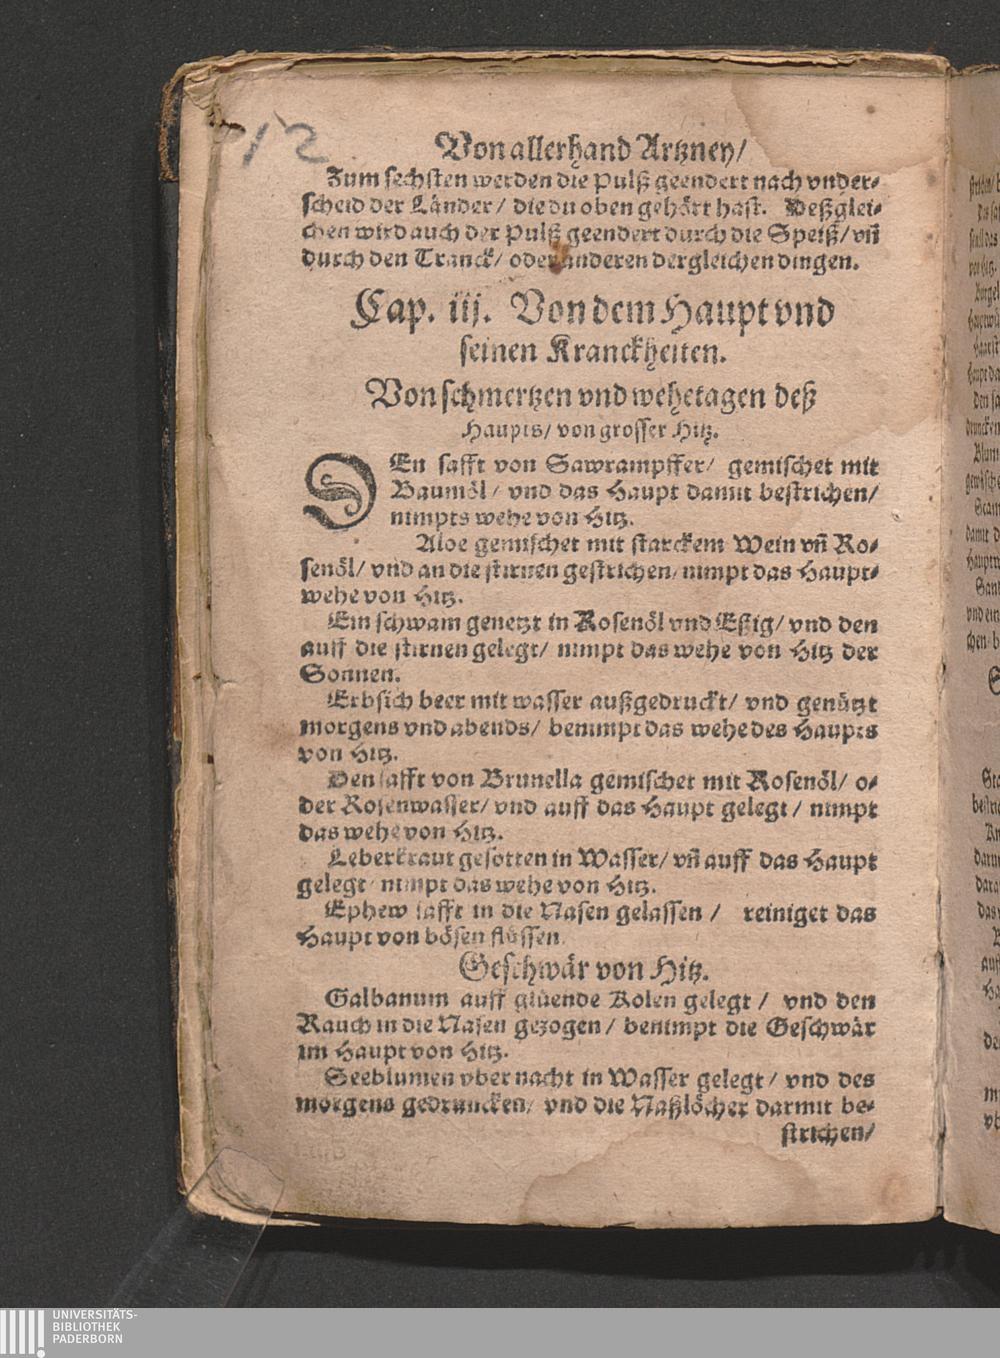 12
Von allerhand Artzney/
Zum sechsten werden die Pulß geendert nach vnder-
scheid der Länder/ die du oben gehört hast. Deßglei-
chen wird auch der Pulß geendert durch die Speiß/ vñ
durch den Tranck/ oder anderen dergleichen dingen.
Cap. iij. Von dem Haupt vnd
seinen Kranckheiten.
Von schmertzen vnd wehetagen deß
Haupts/ von grosser Hitz.
DEn safft von Sawrampffer/ gemischet mit
Baumöl/ vnd das Haupt damit bestrichen/
nimpts wehe von Hitz.
Aloe gemischet mit starckem Wein vñ Ro-
senöl/ vnd an die stirnen gestrichen/ nimpt das Haupt-
wehe von Hitz.
Ein schwam genetzt in Rosenöl vnd Eßig/ vnd den
auff die stirnen gelegt/ nimpt das wehe von Hitz der
Sonnen.
Erbsich beer mit wasser außgedruckt/ vnd genützt
morgens vnd abends/ benimpt das wehe des Haupts
von Hitz.
Den safft von Brunella gemischet mit Rosenöl/ o-
der Rosenwasser/ vnd auff das Haupt gelegt/ nimpt
das wehe von Hitz.
Leberkraut gesotten in Wasser/ vñ auff das Haupt
gelegt/ nimpt das wehe von Hitz.
Ephew safft in die Nasen gelassen/ reiniget das
Haupt von bösen flüssen.
Geschwär von Hitz.
Galbanum auff glüende Kolen gelegt/ vnd den
Rauch in die Nasen gezogen/ benimpt die Geschwär
im Haupt von Hitz.
Seeblumen vber nacht in Wasser gelegt/ vnd des
morgens gedruncken/ vnd die Naßlöcher darmit be-
strichen/
UNIVERSITÄTS-
BIBLIOTHEK
PADERBORN